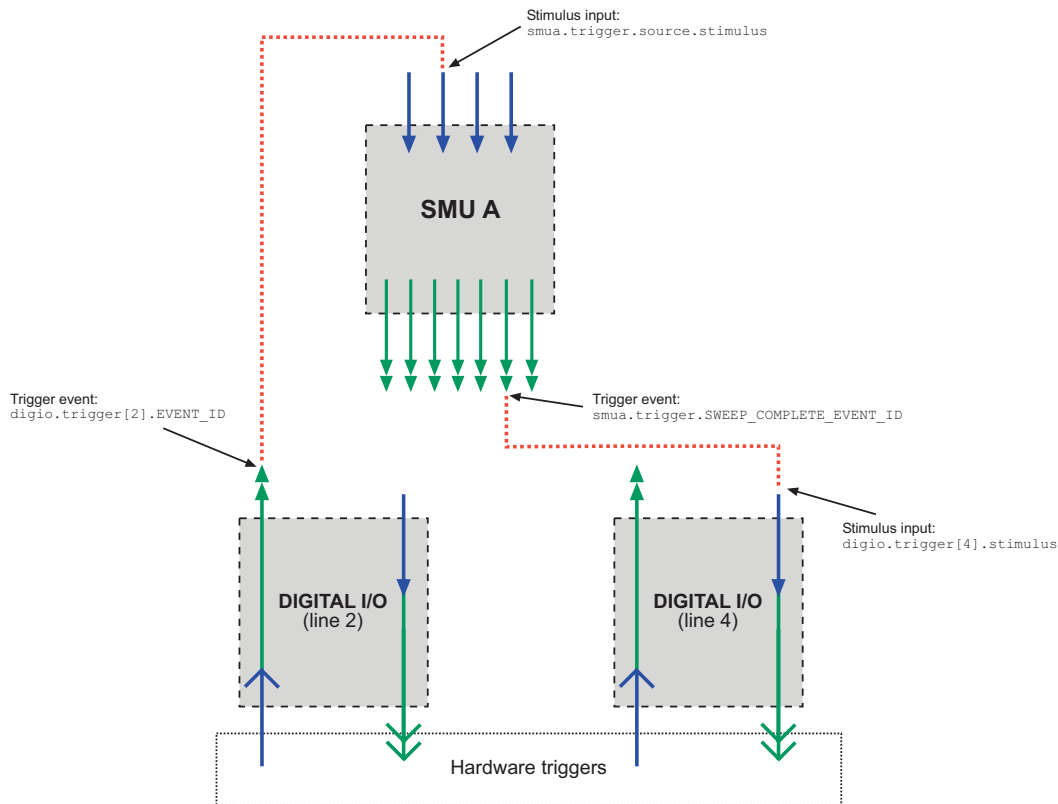 Stimulus input:
smua.trigger.source.stimulus
SMU A
Trigger event:
digio.trigger[2].EVENT_ID
Trigger event:
smua.trigger.SWEEP_COMPLETE_EVENT_ID
Stimulus input:
digio.trigger[4].stimulus
DIGITAL I/O
(line 2)
DIGITAL I/O
(line 4)
Hardware triggers